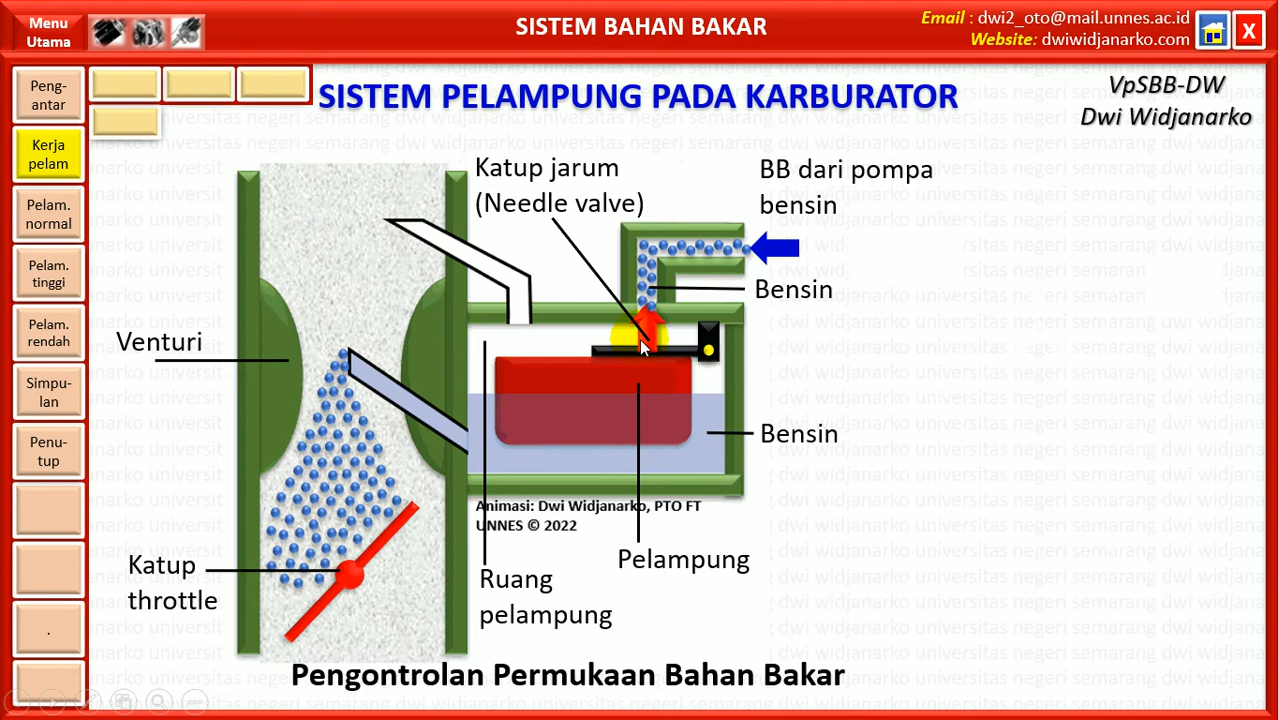 Menu
Utama
SISTEM BAHAN BAKAR
Email : dwi2_oto@mail.unnes.ac.id
Website: dwiwidjanarko.com
X
Peng-
antar
Kerja
pelam
Pelam.
normal
Pelam.
tinggi
Pelam.
rendah
Simpu-
lan
Penu-
tup
.
SISTEM PELAMPUNG PADA KARBURATOR
VpSBB-DW
Dwi Widjanarko
Katup jarum
(Needle valve)
BB dari pompa
bensin
Bensin
Venturi
Bensin
Animasi: Dwi Widjanarko, PTO FT
UNNES © 2022
Pelampung
Katup
throttle
Ruang
pelampung
Pengontrolan Permukaan Bahan Bakar